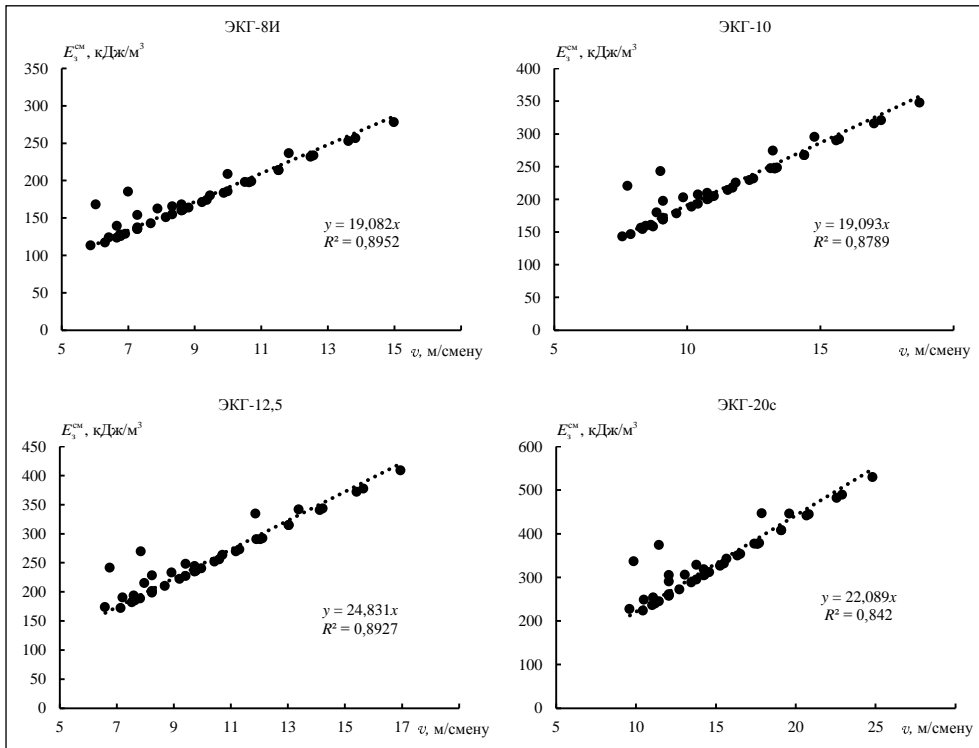 ЭКГ-8И
E_з^см, кДж/м³
350
300
250
200
150
100
50
0
y = 19,082x
R² = 0,8952
5 7 9 11 13 15 v, м/смену
ЭКГ-10
E_з^см, кДж/м³
400
350
300
250
200
150
100
50
0
y = 19,093x
R² = 0,8789
5 10 15 v, м/смену
ЭКГ-12,5
E_з^см, кДж/м³
450
400
350
300
250
200
150
100
50
0
y = 24,831x
R² = 0,8927
5 7 9 11 13 15 17 v, м/смену
ЭКГ-20с
E_з^см, кДж/м³
600
500
400
300
200
100
0
y = 22,089x
R² = 0,842
5 10 15 20 25 v, м/смену